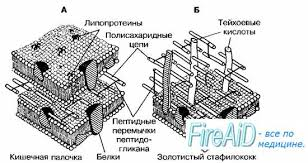 А
Б
Липопротеины
Полисахаридные
цепи
Тейхоевые
кислоты
Пептидные
перемычки
пептидо-
гликана
Кишечная палочка
Белки
Золотистый стафилококк
FireAiD - все по
медицине.